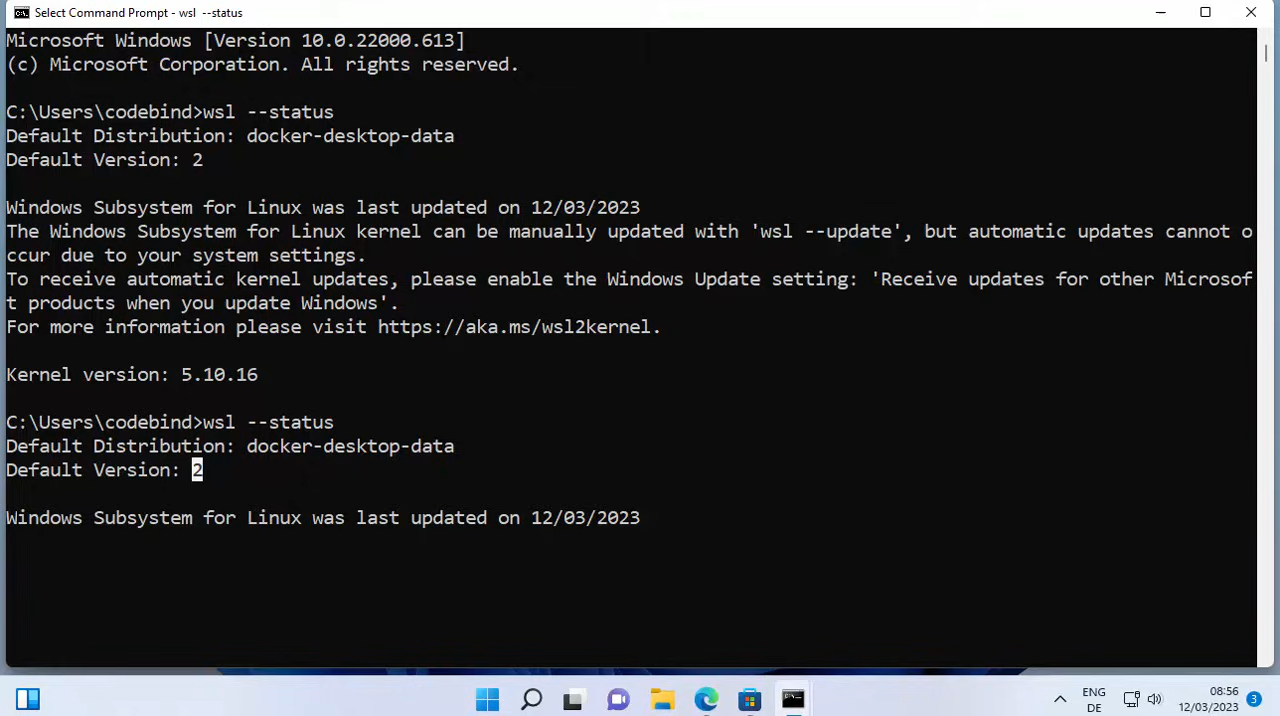 Select Command Prompt - wsl --status
Microsoft Windows [Version 10.0.22000.613]
(c) Microsoft Corporation. All rights reserved.
C:\Users\codebind>wsl --status
Default Distribution: docker-desktop-data
Default Version: 2
Windows Subsystem for Linux was last updated on 12/03/2023
The Windows Subsystem for Linux kernel can be manually updated with 'wsl --update', but automatic updates cannot o
ccur due to your system settings.
To receive automatic kernel updates, please enable the Windows Update setting: 'Receive updates for other Microsof
t products when you update Windows'.
For more information please visit https://aka.ms/wsl2kernel.
Kernel version: 5.10.16
C:\Users\codebind>wsl --status
Default Distribution: docker-desktop-data
Default Version: 2
Windows Subsystem for Linux was last updated on 12/03/2023
ENG
DE
08:56
12/03/2023
3